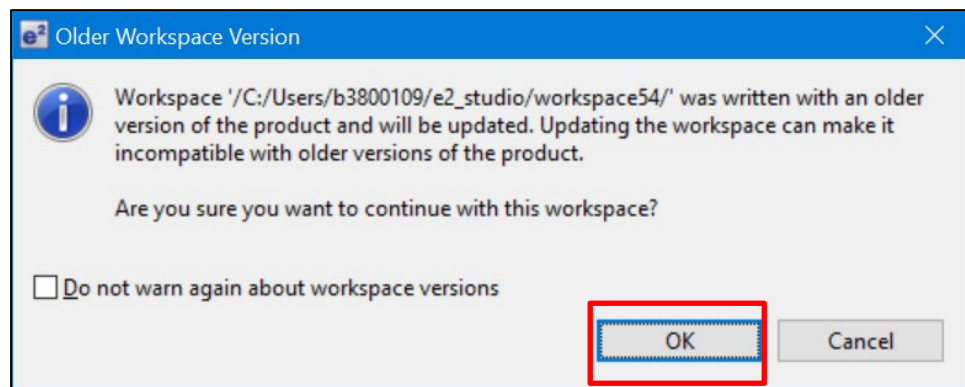 e² Older Workspace Version
Workspace '/C:/Users/b3800109/e2_studio/workspace54/' was written with an older
version of the product and will be updated. Updating the workspace can make it
incompatible with older versions of the product.
Are you sure you want to continue with this workspace?
Do not warn again about workspace versions
OK Cancel